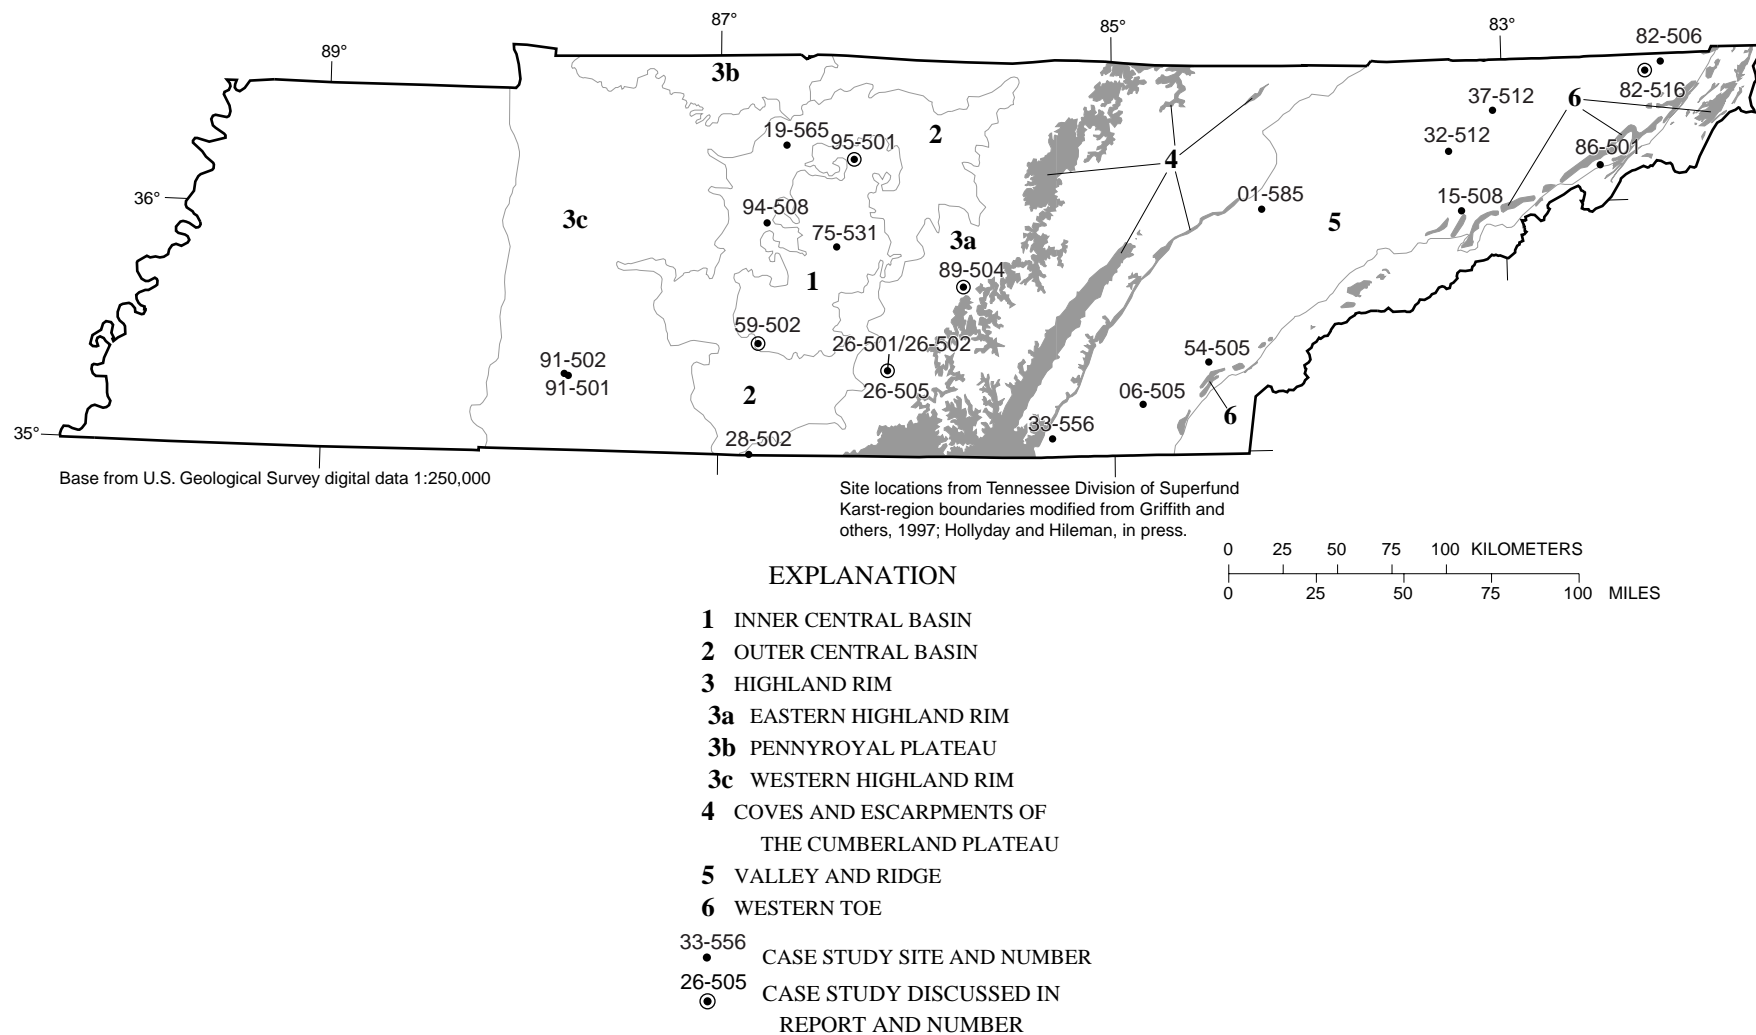 87°
85°
83°
89°
82-506
3b
82-516
37-512
6
19-565
95-501
2
32-512
86-501
4
36°
01-585
15-508
94-508
3c
5
75-531
3a
89-504
1
59-502
26-501/26-502
91-502
54-505
91-501
26-505
06-505
2
6
33-556
35°
28-502
Base from U.S. Geological Survey digital data 1:250,000
Site locations from Tennessee Division of Superfund
Karst-region boundaries modified from Griffith and
others, 1997; Hollyday and Hileman, in press.
0 25 50 75 100 KILOMETERS
0 25 50 75 100 MILES
EXPLANATION
1 INNER CENTRAL BASIN
2 OUTER CENTRAL BASIN
3 HIGHLAND RIM
3a EASTERN HIGHLAND RIM
3b PENNYROYAL PLATEAU
3c WESTERN HIGHLAND RIM
4 COVES AND ESCARPMENTS OF
THE CUMBERLAND PLATEAU
5 VALLEY AND RIDGE
6 WESTERN TOE
33-556
CASE STUDY SITE AND NUMBER
26-505
CASE STUDY DISCUSSED IN
REPORT AND NUMBER